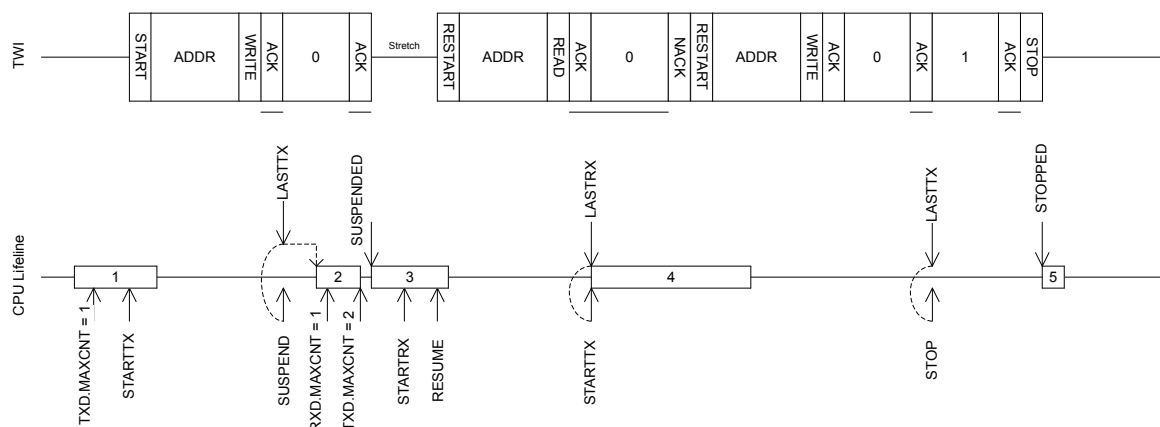 TWI
START
ADDR
WRITE
ACK
0
ACK
Stretch
RESTART
ADDR
READ
ACK
0
NACK
RESTART
ADDR
WRITE
ACK
0
ACK
1
ACK
STOP
CPU Lifeline
LASTTX
SUSPENDED
LASTRX
LASTTX
STOPPED
1
2
3
4
5
TXD.MAXCNT = 1
STARTTX
SUSPEND
RXD.MAXCNT = 1
TXD.MAXCNT = 2
STARTRX
RESUME
STARTTX
STOP